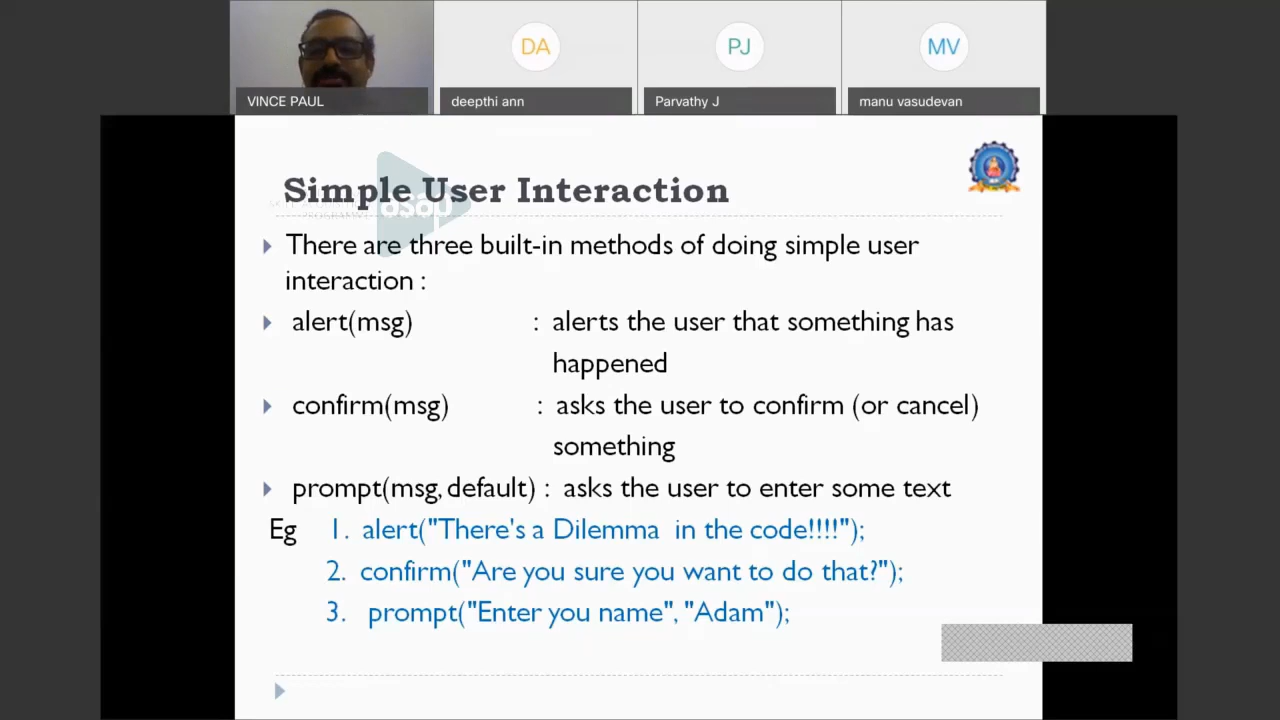 VINCE PAUL
DA
deepthi ann
PJ
Parvathy J
MV
manu vasudevan
Simple User Interaction
asap
There are three built-in methods of doing simple user
interaction :
alert(msg) : alerts the user that something has
happened
confirm(msg) : asks the user to confirm (or cancel)
something
prompt(msg, default) : asks the user to enter some text
Eg 1. alert("There's a Dilemma in the code!!!!");
2. confirm("Are you sure you want to do that?");
3. prompt("Enter you name", "Adam");